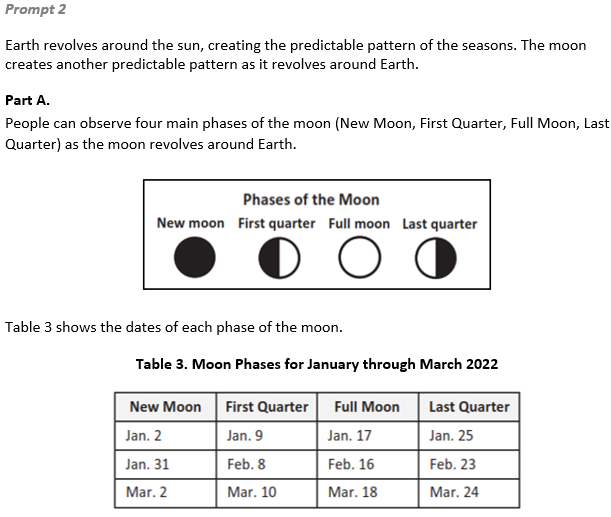 Prompt 2
Earth revolves around the sun, creating the predictable pattern of the seasons. The moon
creates another predictable pattern as it revolves around Earth.
Part A.
People can observe four main phases of the moon (New Moon, First Quarter, Full Moon, Last
Quarter) as the moon revolves around Earth.
Phases of the Moon
New moon First quarter Full moon Last quarter
Table 3 shows the dates of each phase of the moon.
Table 3. Moon Phases for January through March 2022
New Moon First Quarter Full Moon Last Quarter
Jan. 2 Jan. 9 Jan. 17 Jan. 25
Jan. 31 Feb. 8 Feb. 16 Feb. 23
Mar. 2 Mar. 10 Mar. 18 Mar. 24